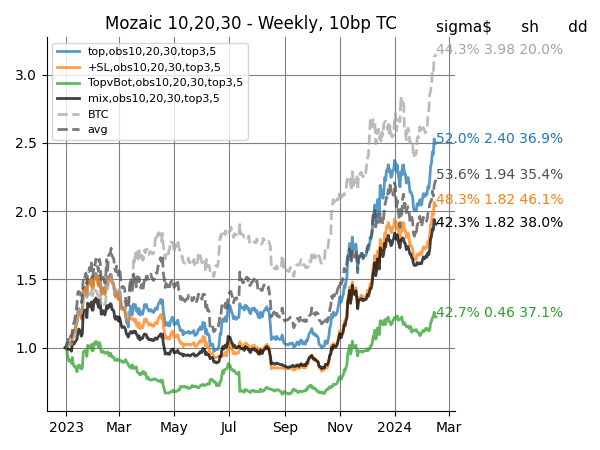 Mozaic 10,20,30 - Weekly, 10bp TC
sigma$ sh dd
top,obs10,20,30,top3,5
+SL,obs10,20,30,top3,5
TopvBot,obs10,20,30,top3,5
mix,obs10,20,30,top3,5
BTC
avg
44.3% 3.98 20.0%
52.0% 2.40 36.9%
53.6% 1.94 35.4%
48.3% 1.82 46.1%
42.3% 1.82 38.0%
42.7% 0.46 37.1%
3.0
2.5
2.0
1.5
1.0
2023 Mar May Jul Sep Nov 2024 Mar